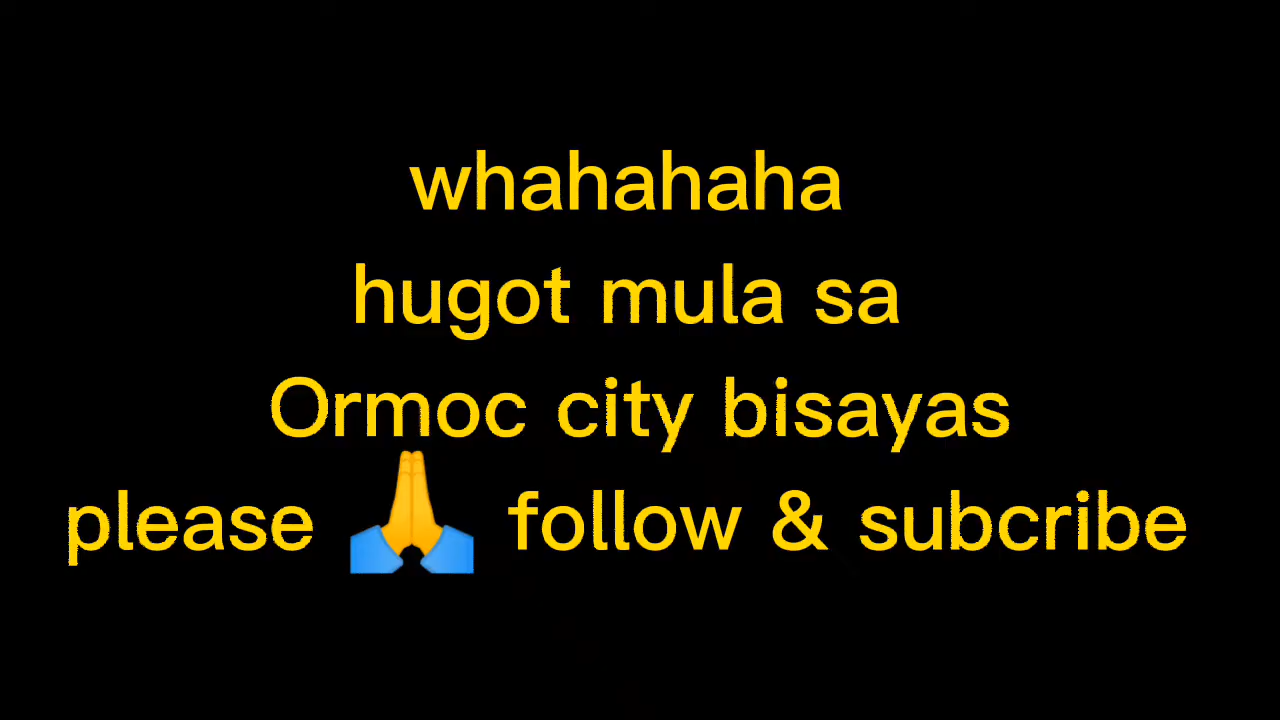 whahahaha
hugot mula sa
Ormoc city bisayas
please 🙏 follow & subcribe